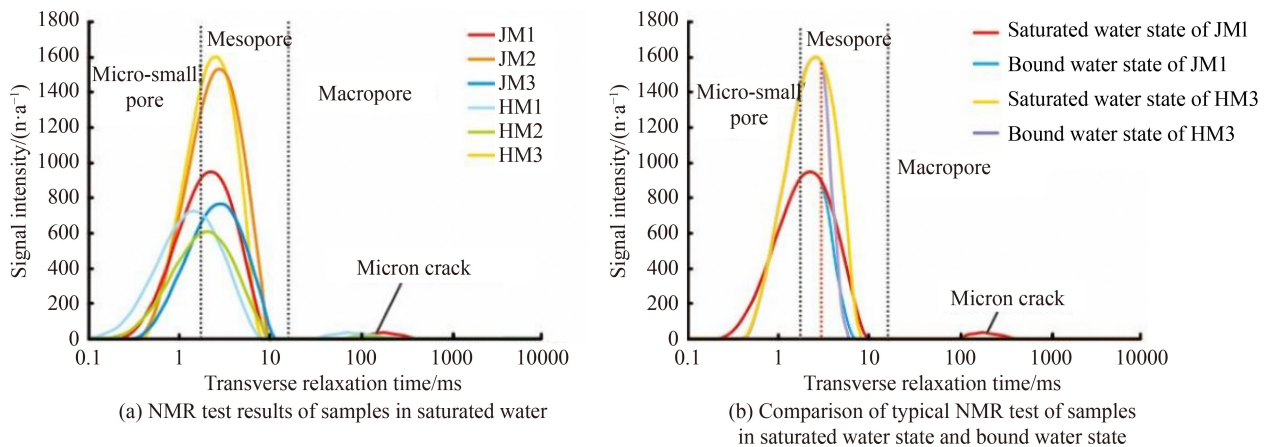 1800
1600
1400
1200
1000
800
600
400
200
0
Signal intensity/(n·a⁻¹)
Micro-small
pore
Mesopore
Macropore
JM1
JM2
JM3
HM1
HM2
HM3
Micron crack
0.1
1
10
100
1000
10000
Transverse relaxation time/ms
(a) NMR test results of samples in saturated water
1800
1600
1400
1200
1000
800
600
400
200
0
Signal intensity/(n·a⁻¹)
Micro-small
pore
Mesopore
Macropore
Saturated water state of JM1
Bound water state of JM1
Saturated water state of HM3
Bound water state of HM3
Micron crack
0.1
1
10
100
1000
10000
Transverse relaxation time/ms
(b) Comparison of typical NMR test of samples
in saturated water state and bound water state